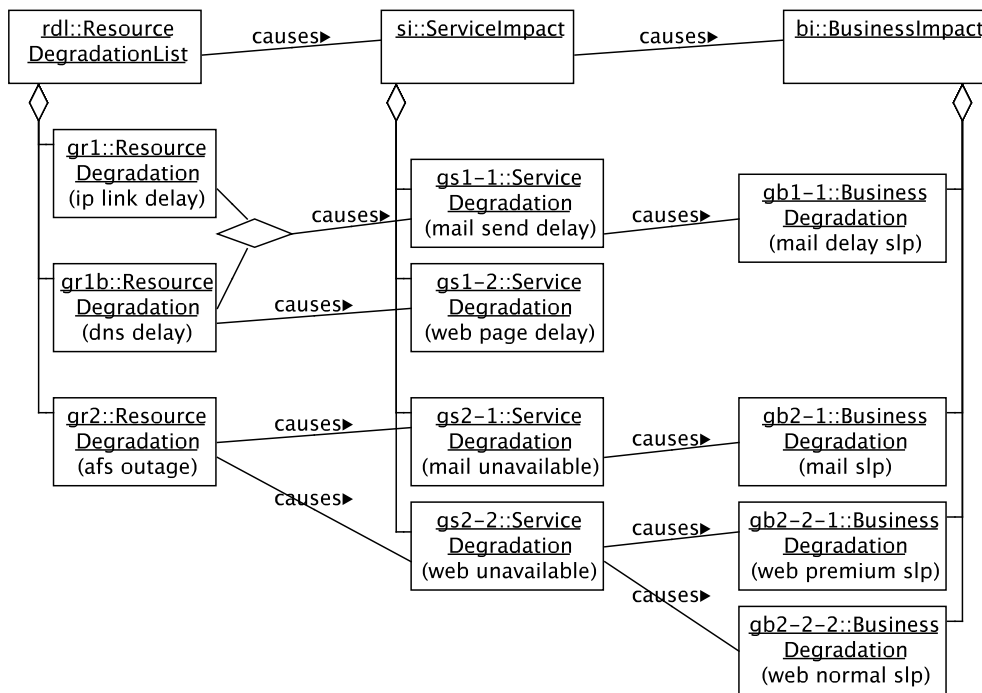 rdl::Resource
DegradationList
causes▶
si::ServiceImpact
causes▶
bi::BusinessImpact
gr1::Resource
Degradation
(ip link delay)
causes▶
gs1-1::Service
Degradation
(mail send delay)
gb1-1::Business
Degradation
(mail delay slp)
gr1b::Resource
Degradation
(dns delay)
causes▶
gs1-2::Service
Degradation
(web page delay)
gr2::Resource
Degradation
(afs outage)
causes▶
causes▶
gs2-1::Service
Degradation
(mail unavailable)
causes▶
gb2-1::Business
Degradation
(mail slp)
gs2-2::Service
Degradation
(web unavailable)
causes▶
causes▶
gb2-2-1::Business
Degradation
(web premium slp)
gb2-2-2::Business
Degradation
(web normal slp)